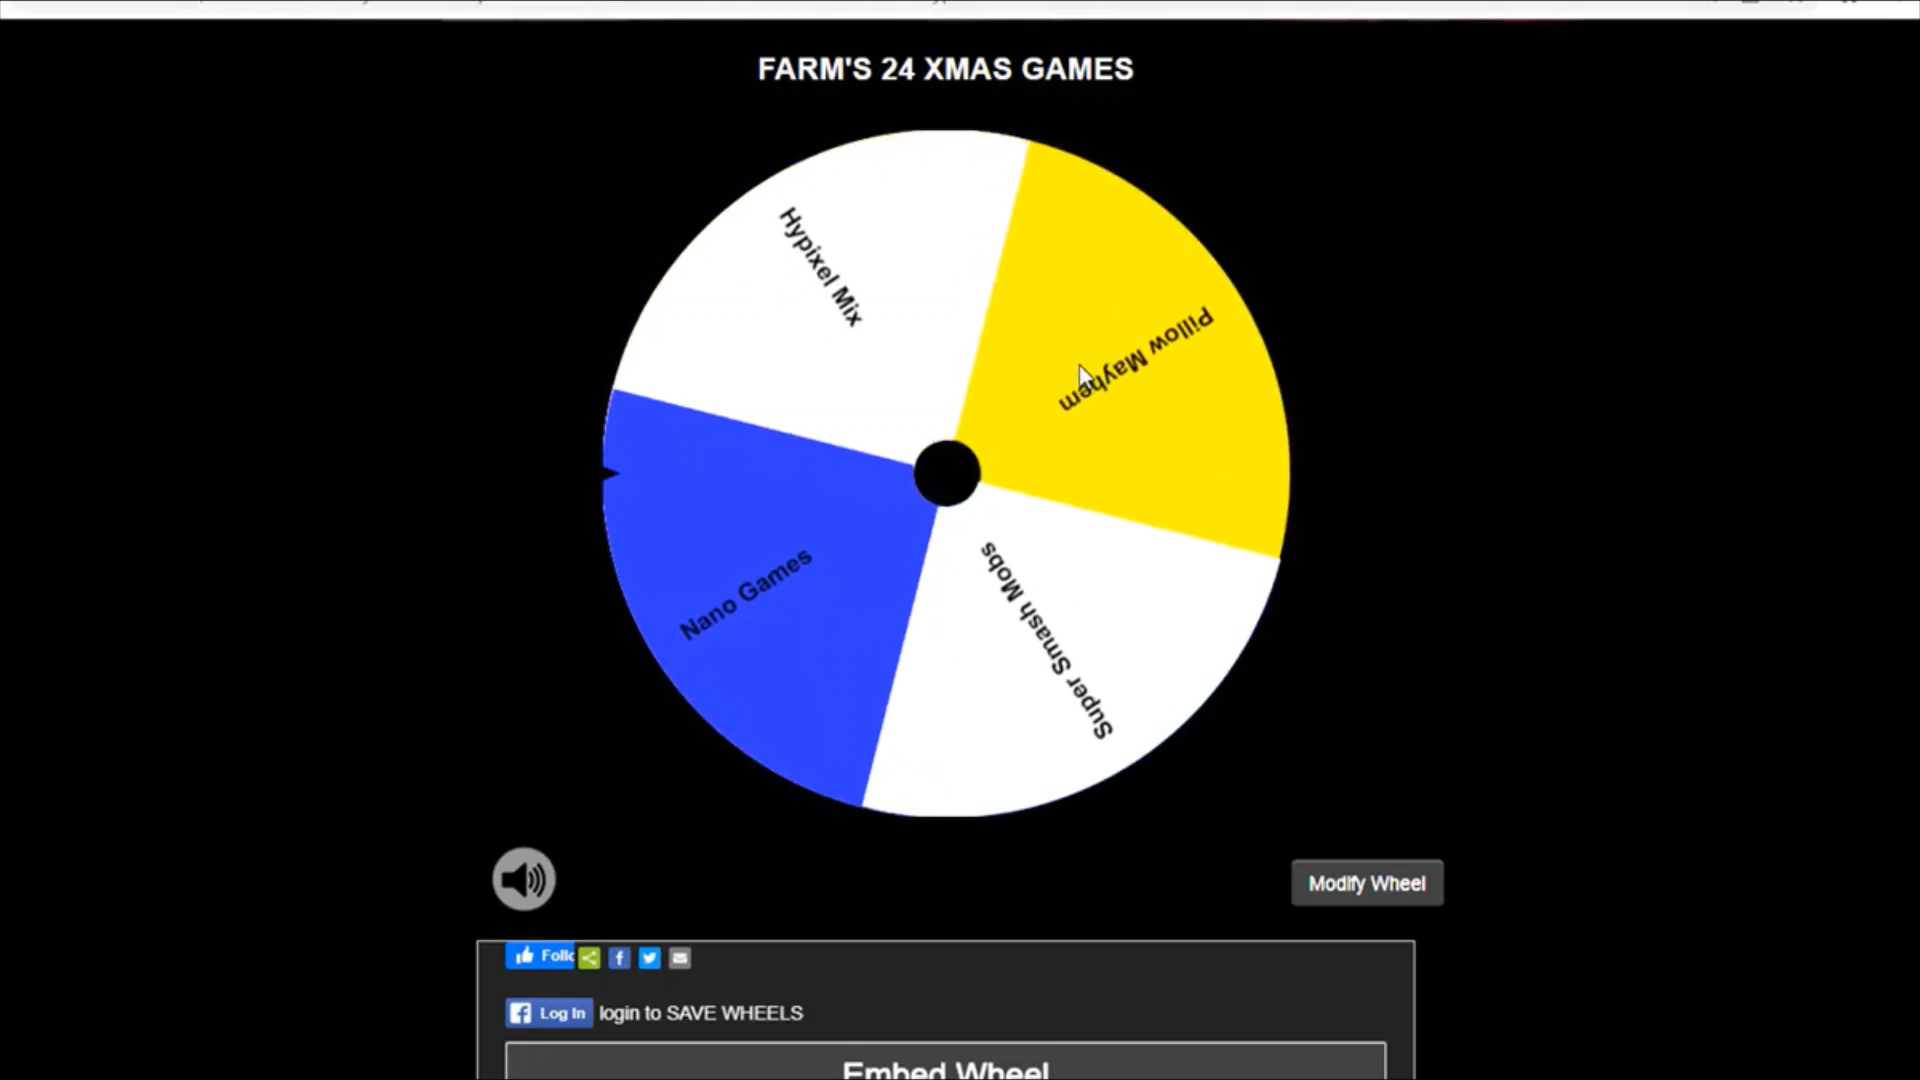 FARM'S 24 XMAS GAMES
Hypixel Mix
Pillow Mayhem
Nano Games
Super Smash Mobs
Modify Wheel
Follo
Log In login to SAVE WHEELS
Embed Wheel